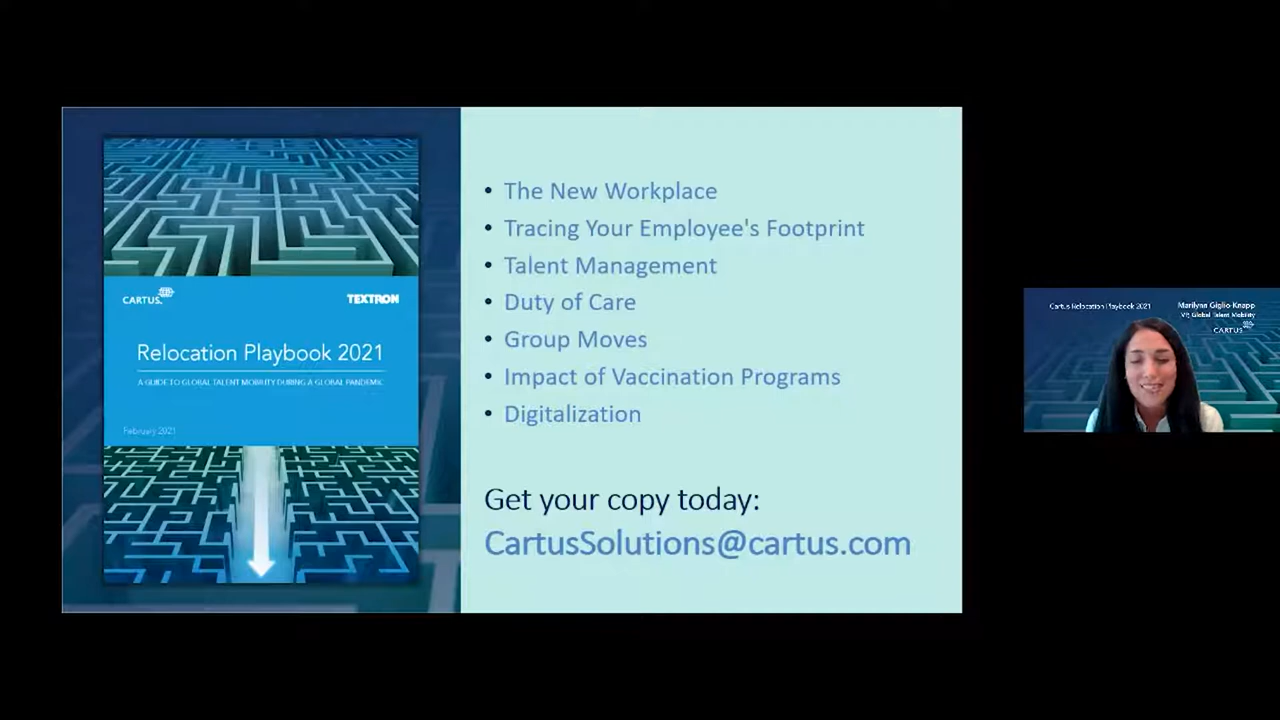 CARTUS
TEXTRON
Relocation Playbook 2021
A GUIDE TO GLOBAL TALENT MOBILITY DURING A GLOBAL PANDEMIC
February 2021
• The New Workplace
• Tracing Your Employee's Footprint
• Talent Management
• Duty of Care
• Group Moves
• Impact of Vaccination Programs
• Digitalization
Get your copy today:
CartusSolutions@cartus.com
Cartus Relocation Playbook 2021
Marilynn Giglio Knapp
VP, Global Talent Mobility
CARTUS